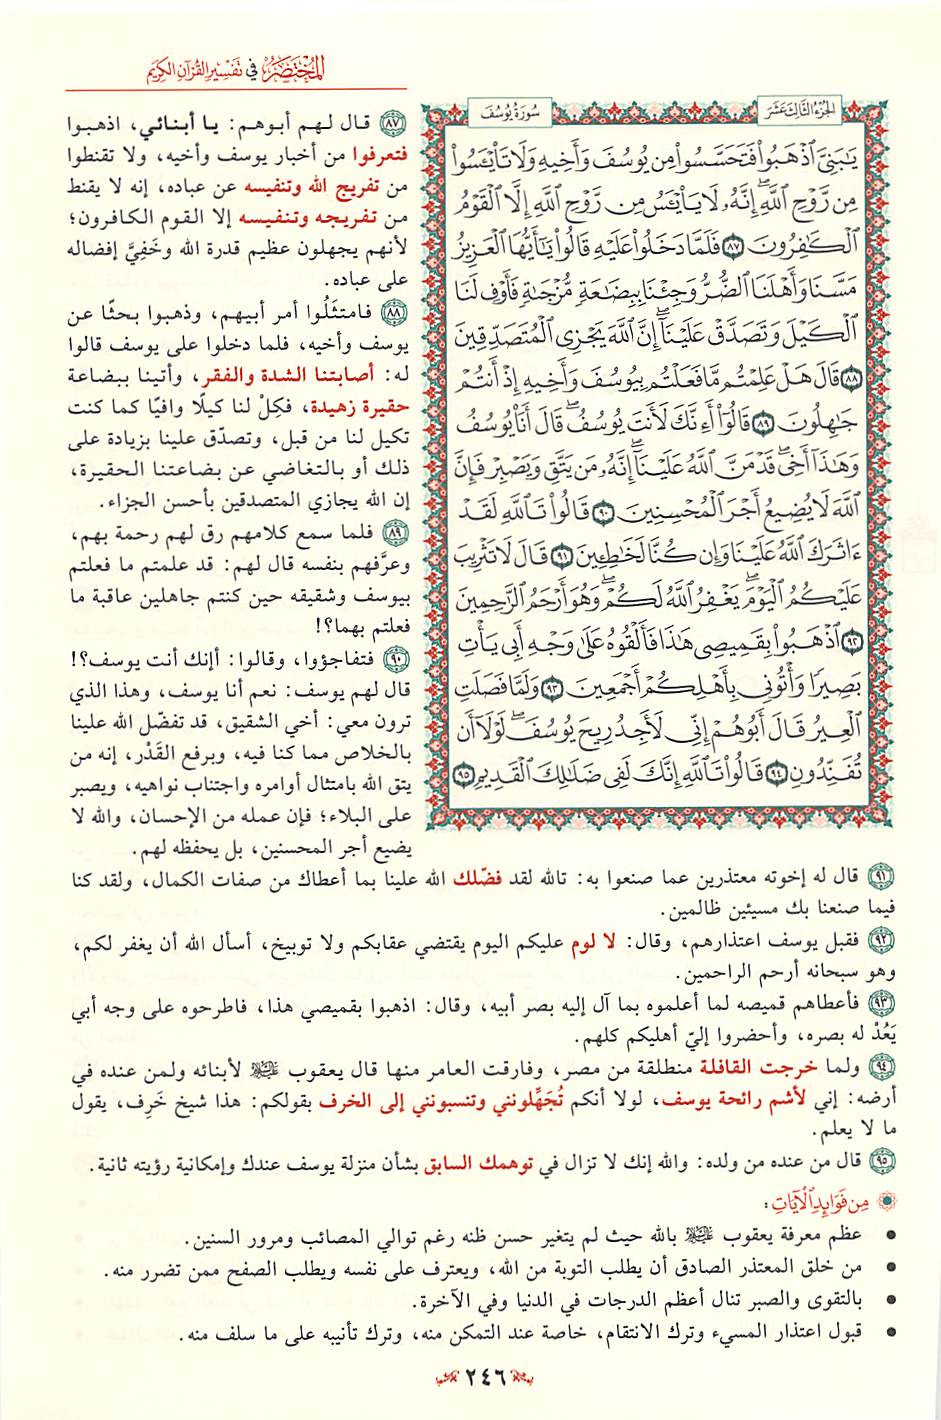 المختصر في تفسير القرآن الكريم
الجزء الثالث عشر
سورة يوسف
يَٰبَنِيَّ ٱذۡهَبُواْ فَتَحَسَّسُواْ مِن يُوسُفَ وَأَخِيهِ وَلَا تَاْيۡـَٔسُواْ
مِن رَّوۡحِ ٱللَّهِۖ إِنَّهُۥ لَا يَاْيۡـَٔسُ مِن رَّوۡحِ ٱللَّهِ إِلَّا ٱلۡقَوۡمُ
ٱلۡكَٰفِرُونَ ٨٧ فَلَمَّا دَخَلُواْ عَلَيۡهِ قَالُواْ يَٰٓأَيُّهَا ٱلۡعَزِيزُ
مَسَّنَا وَأَهۡلَنَا ٱلضُّرُّ وَجِئۡنَا بِبِضَٰعَةٖ مُّزۡجَىٰةٖ فَأَوۡفِ لَنَا
ٱلۡكَيۡلَ وَتَصَدَّقۡ عَلَيۡنَآۖ إِنَّ ٱللَّهَ يَجۡزِي ٱلۡمُتَصَدِّقِينَ
٨٨ قَالَ هَلۡ عَلِمۡتُم مَّا فَعَلۡتُم بِيُوسُفَ وَأَخِيهِ إِذۡ أَنتُمۡ
جَٰهِلُونَ ٨٩ قَالُوٓاْ أَءِنَّكَ لَأَنتَ يُوسُفُۖ قَالَ أَنَا۠ يُوسُفُ
وَهَٰذَآ أَخِيۖ قَدۡ مَنَّ ٱللَّهُ عَلَيۡنَآۖ إِنَّهُۥ مَن يَتَّقِ وَيَصۡبِرۡ فَإِنَّ
ٱللَّهَ لَا يُضِيعُ أَجۡرَ ٱلۡمُحۡسِنِينَ ٩٠ قَالُواْ تَٱللَّهِ لَقَدۡ
ءَاثَرَكَ ٱللَّهُ عَلَيۡنَا وَإِن كُنَّا لَخَٰطِـِٔينَ ٩١ قَالَ لَا تَثۡرِيبَ
عَلَيۡكُمُ ٱلۡيَوۡمَۖ يَغۡفِرُ ٱللَّهُ لَكُمۡۖ وَهُوَ أَرۡحَمُ ٱلرَّٰحِمِينَ
٩٢ ٱذۡهَبُواْ بِقَمِيصِي هَٰذَا فَأَلۡقُوهُ عَلَىٰ وَجۡهِ أَبِي يَأۡتِ
بَصِيرٗا وَأۡتُونِي بِأَهۡلِكُمۡ أَجۡمَعِينَ ٩٣ وَلَمَّا فَصَلَتِ
ٱلۡعِيرُ قَالَ أَبُوهُمۡ إِنِّي لَأَجِدُ رِيحَ يُوسُفَۖ لَوۡلَآ أَن
تُفَنِّدُونِ ٩٤ قَالُواْ تَٱللَّهِ إِنَّكَ لَفِي ضَلَٰلِكَ ٱلۡقَدِيمِ ٩٥
٨٧ قال لهم أبوهم: يا أبنائي، اذهبوا
فتعرفوا من أخبار يوسف وأخيه، ولا تقنطوا
من تفريج الله وتنفيسه عن عباده، إنه لا يقنط
من تفريجه وتنفيسه إلا القوم الكافرون؛
لأنهم يجهلون عظيم قدرة الله وخَفِيَّ إفضاله
على عباده.
٨٨ فامتثَلُوا أمر أبيهم، وذهبوا بحثًا عن
يوسف وأخيه، فلما دخلوا على يوسف قالوا
له: أصابتنا الشدة والفقر، وأتينا ببضاعة
حقيرة زهيدة، فكِلْ لنا كيلًا وافيًا كما كنت
تكيل لنا من قبل، وتصدّق علينا بزيادة على
ذلك أو بالتغاضي عن بضاعتنا الحقيرة،
إن الله يجازي المتصدقين بأحسن الجزاء.
٨٩ فلما سمع كلامهم رق لهم رحمة بهم،
وعرَّفهم بنفسه قال لهم: قد علمتم ما فعلتم
بيوسف وشقيقه حين كنتم جاهلين عاقبة ما
فعلتم بهما؟!
٩٠ فتفاجؤوا، وقالوا: أإنك أنت يوسف؟!
قال لهم يوسف: نعم أنا يوسف، وهذا الذي
ترون معي: أخي الشقيق، قد تفضّل الله علينا
بالخلاص مما كنا فيه، وبرفع القَدْر، إنه من
يتق الله بامتثال أوامره واجتناب نواهيه، ويصبر
على البلاء؛ فإن عمله من الإحسان، والله لا
يضيع أجر المحسنين، بل يحفظه لهم.
٩١ قال له إخوته معتذرين عما صنعوا به: تالله لقد فضّلك الله علينا بما أعطاك من صفات الكمال، ولقد كنا
فيما صنعنا بك مسيئين ظالمين.
٩٢ فقبل يوسف اعتذارهم، وقال: لا لوم عليكم اليوم يقتضي عقابكم ولا توبيخ، أسأل الله أن يغفر لكم،
وهو سبحانه أرحم الراحمين.
٩٣ فأعطاهم قميصه لما أعلموه بما آل إليه بصر أبيه، وقال: اذهبوا بقميصي هذا، فاطرحوه على وجه أبي
يَعُدْ له بصره، وأحضروا إليّ أهليكم كلهم.
٩٤ ولما خرجت القافلة منطلقة من مصر، وفارقت العامر منها قال يعقوب عليه السلام لأبنائه ولمن عنده في
أرضه: إني لأشم رائحة يوسف، لولا أنكم تُجَهِّلونني وتنسبونني إلى الخرف بقولكم: هذا شيخ خَرِف، يقول
ما لا يعلم.
٩٥ قال من عنده من ولده: والله إنك لا تزال في توهمك السابق بشأن منزلة يوسف عندك وإمكانية رؤيته ثانية.
من فوائد الآيات:
• عظم معرفة يعقوب عليه السلام بالله حيث لم يتغير حسن ظنه رغم توالي المصائب ومرور السنين.
• من خلق المعتذر الصادق أن يطلب التوبة من الله، ويعترف على نفسه ويطلب الصفح ممن تضرر منه.
• بالتقوى والصبر تنال أعظم الدرجات في الدنيا وفي الآخرة.
• قبول اعتذار المسيء وترك الانتقام، خاصة عند التمكن منه، وترك تأنيبه على ما سلف منه.
٢٤٦